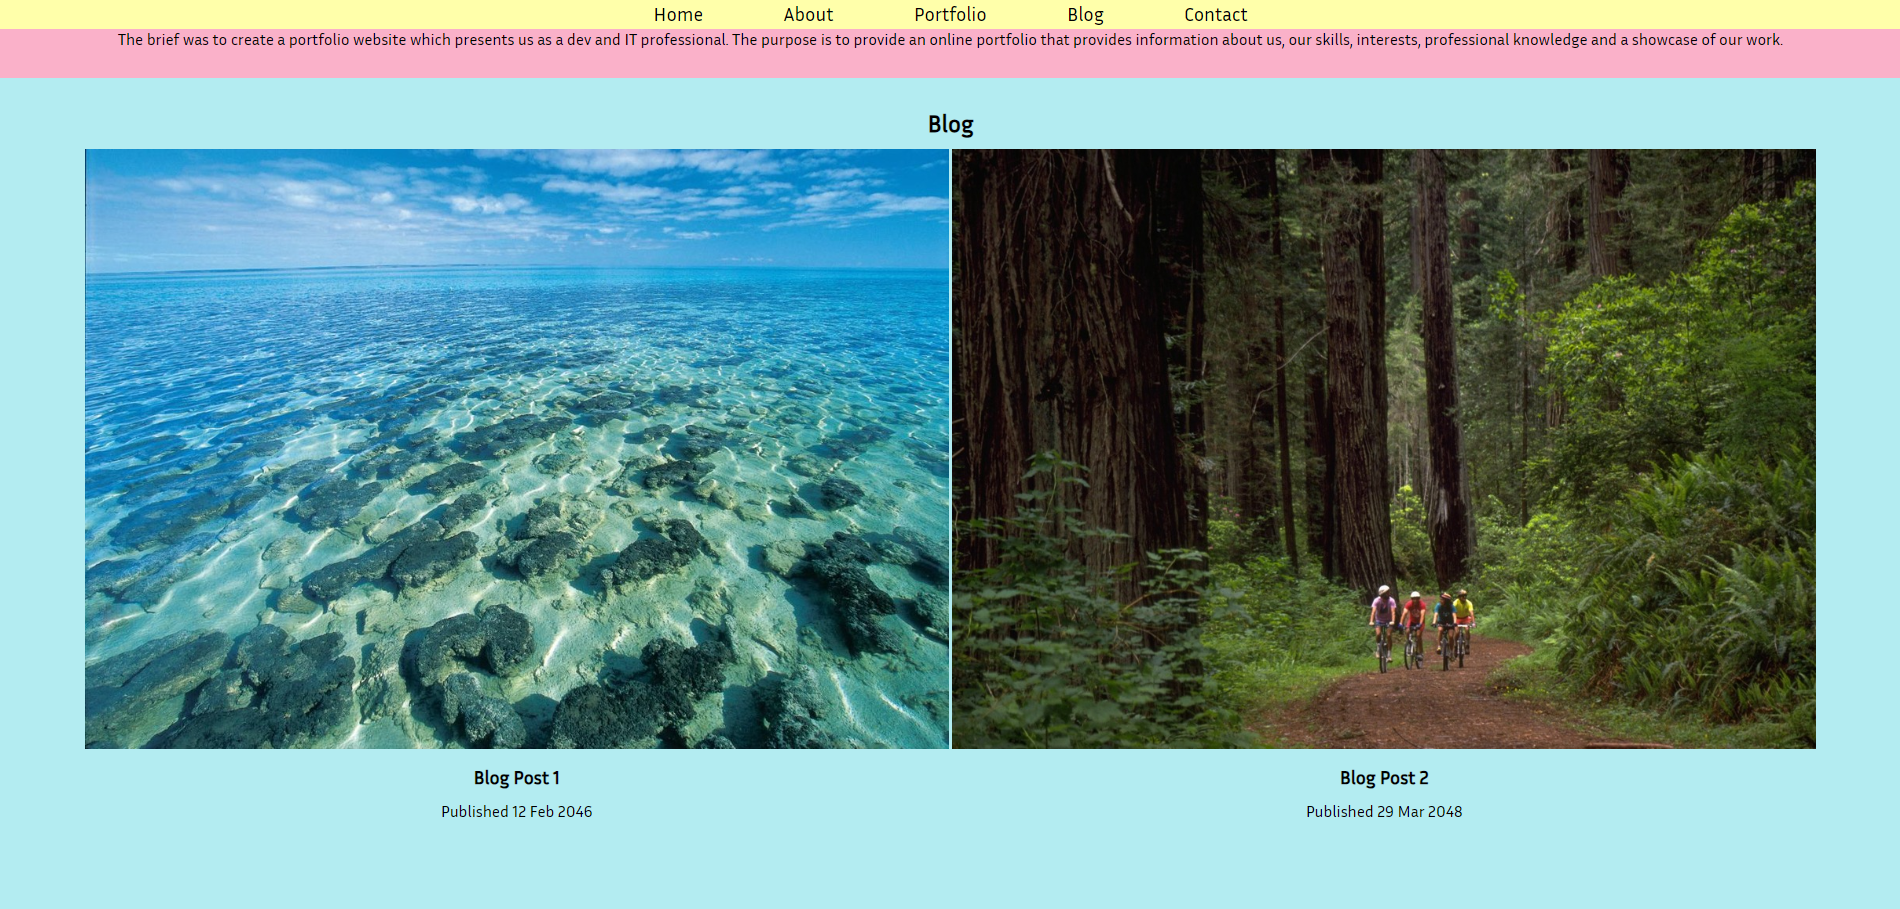 Home About Portfolio Blog Contact
The brief was to create a portfolio website which presents us as a dev and IT professional. The purpose is to provide an online portfolio that provides information about us, our skills, interests, professional knowledge and a showcase of our work.
Blog
Blog Post 1
Published 12 Feb 2046
Blog Post 2
Published 29 Mar 2048